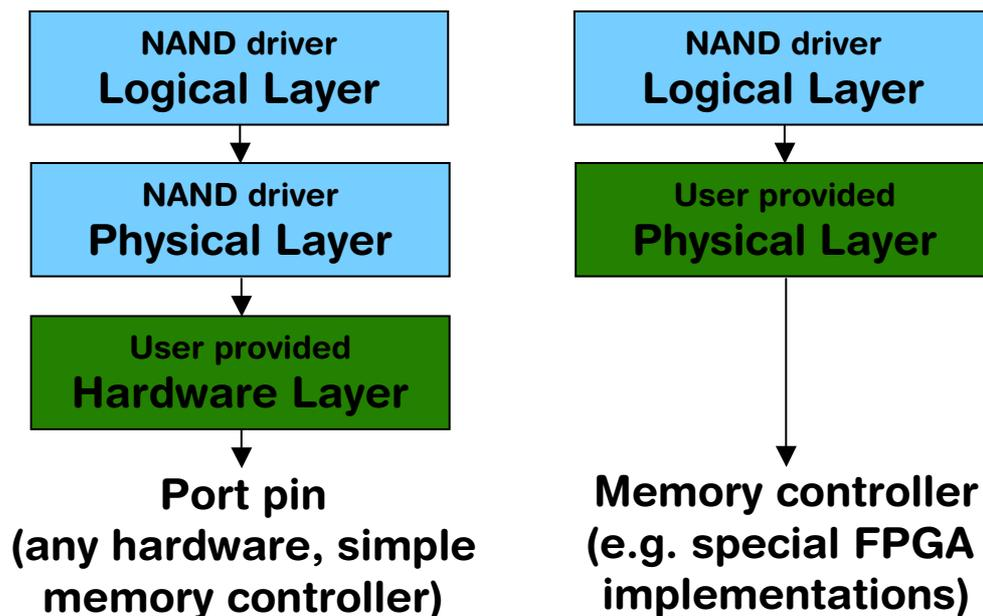 NAND driver
Logical Layer
NAND driver
Physical Layer
User provided
Hardware Layer
Port pin
(any hardware, simple
memory controller)
NAND driver
Logical Layer
User provided
Physical Layer
Memory controller
(e.g. special FPGA
implementations)